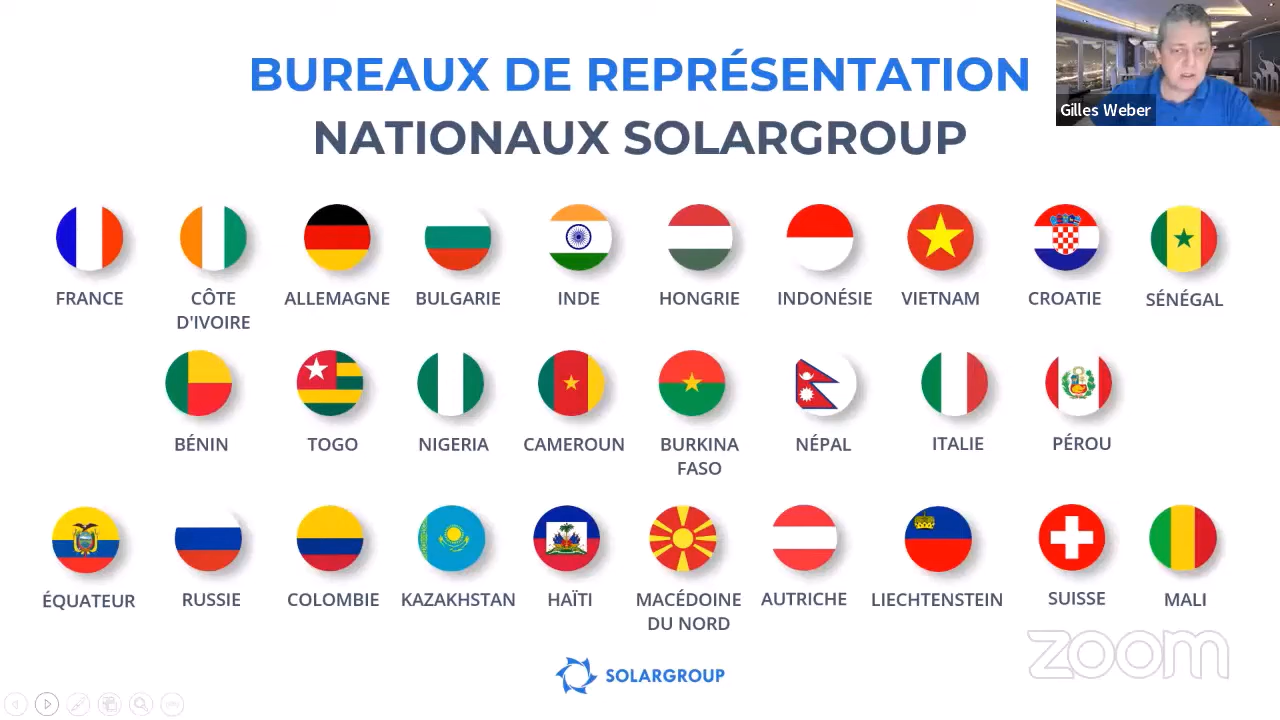 BUREAUX DE REPRÉSENTATION
NATIONAUX SOLARGROUP
Gilles Weber
FRANCE
CÔTE
D'IVOIRE
ALLEMAGNE
BULGARIE
INDE
HONGRIE
INDONÉSIE
VIETNAM
CROATIE
SÉNÉGAL
BÉNIN
TOGO
NIGERIA
CAMEROUN
BURKINA
FASO
NÉPAL
ITALIE
PÉROU
ÉQUATEUR
RUSSIE
COLOMBIE
KAZAKHSTAN
HAÏTI
MACÉDOINE
DU NORD
AUTRICHE
LIECHTENSTEIN
SUISSE
MALI
zoom
SOLARGROUP